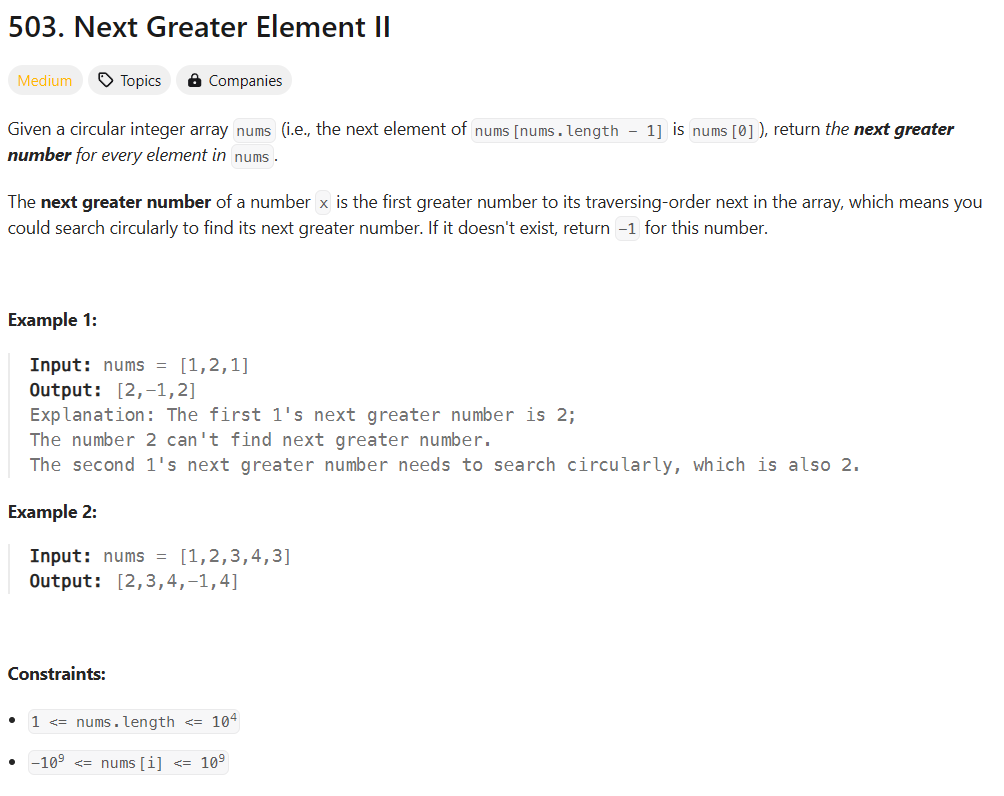 503. Next Greater Element II
Medium Topics Companies
Given a circular integer array nums (i.e., the next element of nums[nums.length - 1] is nums[0]), return the next greater
number for every element in nums.
The next greater number of a number x is the first greater number to its traversing-order next in the array, which means you
could search circularly to find its next greater number. If it doesn't exist, return -1 for this number.
Example 1:
Input: nums = [1,2,1]
Output: [2,-1,2]
Explanation: The first 1's next greater number is 2;
The number 2 can't find next greater number.
The second 1's next greater number needs to search circularly, which is also 2.
Example 2:
Input: nums = [1,2,3,4,3]
Output: [2,3,4,-1,4]
Constraints:
• 1 <= nums.length <= 10⁴
• -10⁹ <= nums[i] <= 10⁹